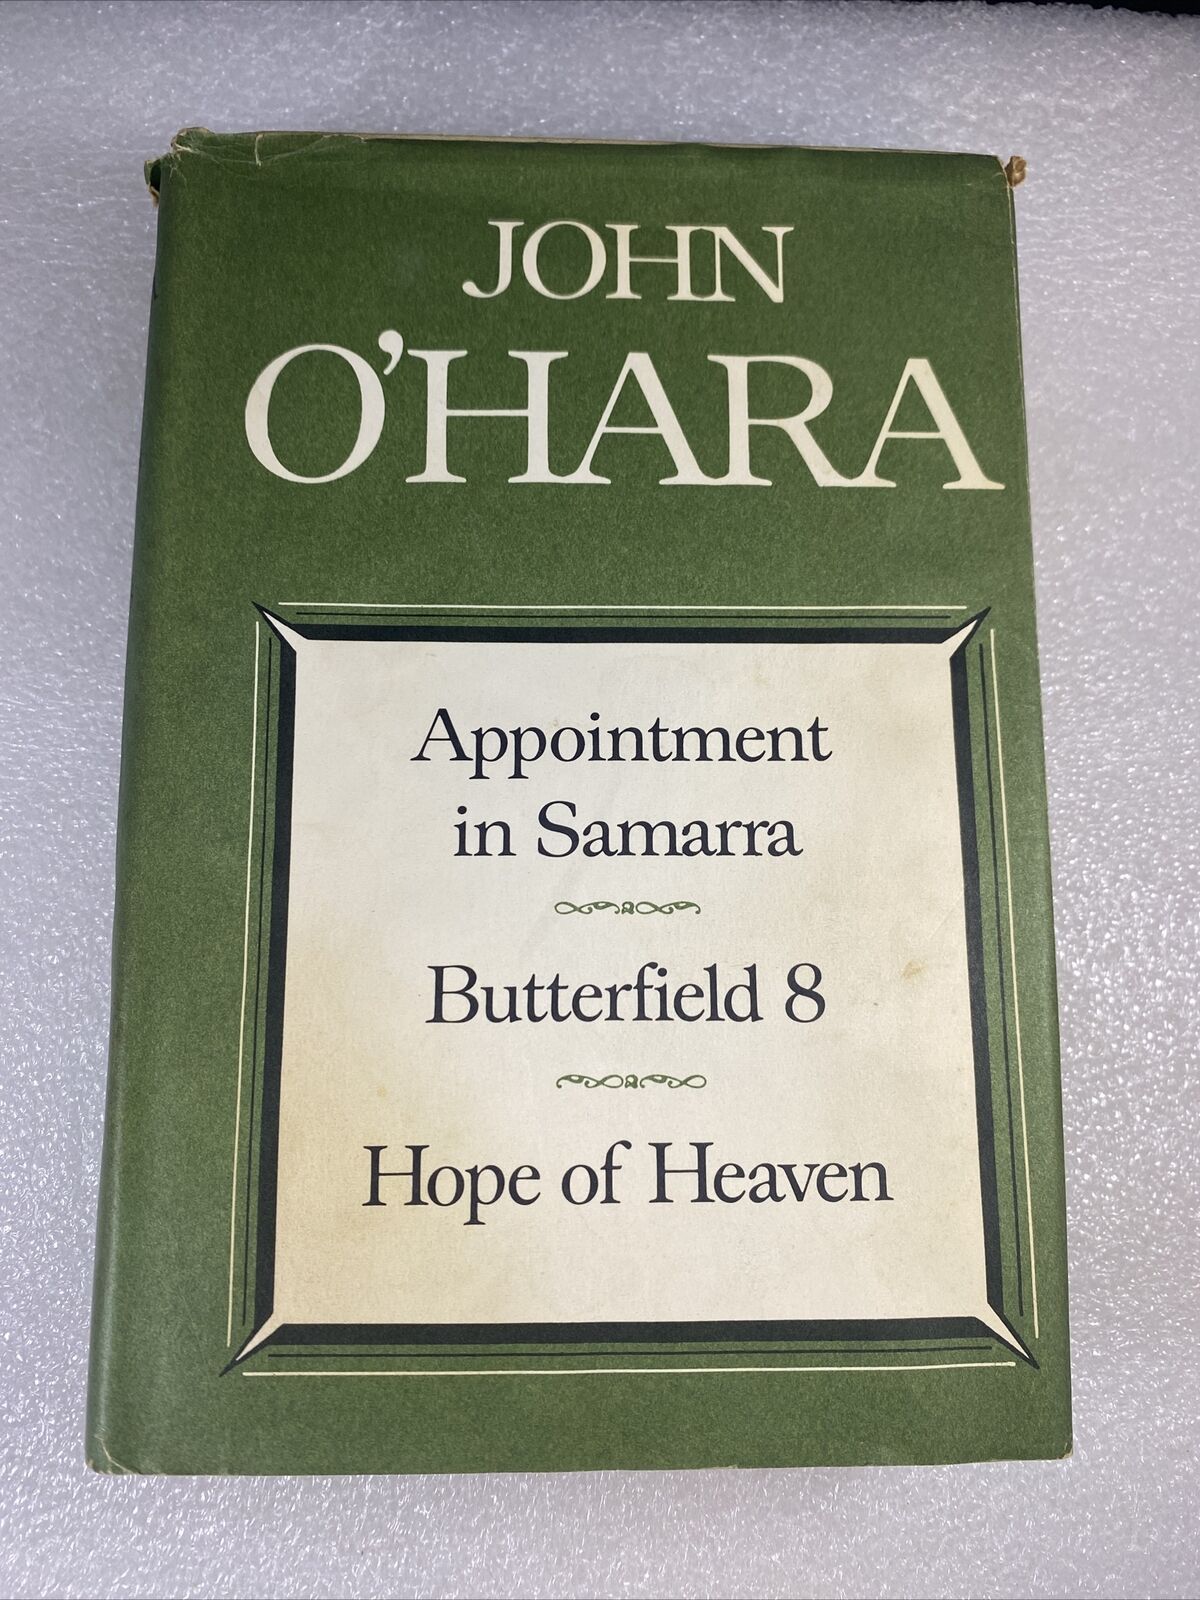 JOHN
O'HARA
Appointment
in Samarra
Butterfield 8
Hope of Heaven